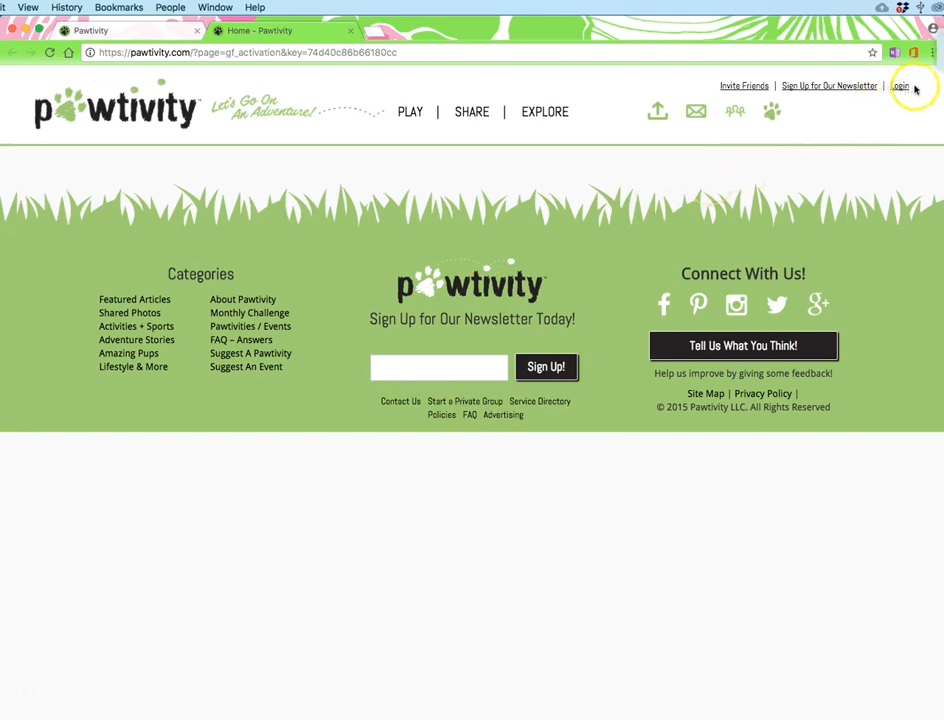 it View History Bookmarks People Window Help
Pawtivity
Home - Pawtivity
https://pawtivity.com/?page=gf_activation&key=74d40c86b66180cc
Invite Friends | Sign Up for Our Newsletter | Login
pawtivity™ Let's Go On An Adventure!
PLAY | SHARE | EXPLORE
Categories
Featured Articles
Shared Photos
Activities + Sports
Adventure Stories
Amazing Pups
Lifestyle & More
About Pawtivity
Monthly Challenge
Pawtivities / Events
FAQ – Answers
Suggest A Pawtivity
Suggest An Event
pawtivity™
Sign Up for Our Newsletter Today!
Sign Up!
Contact Us Start a Private Group Service Directory
Policies FAQ Advertising
Connect With Us!
Tell Us What You Think!
Help us improve by giving some feedback!
Site Map | Privacy Policy |
© 2015 Pawtivity LLC. All Rights Reserved